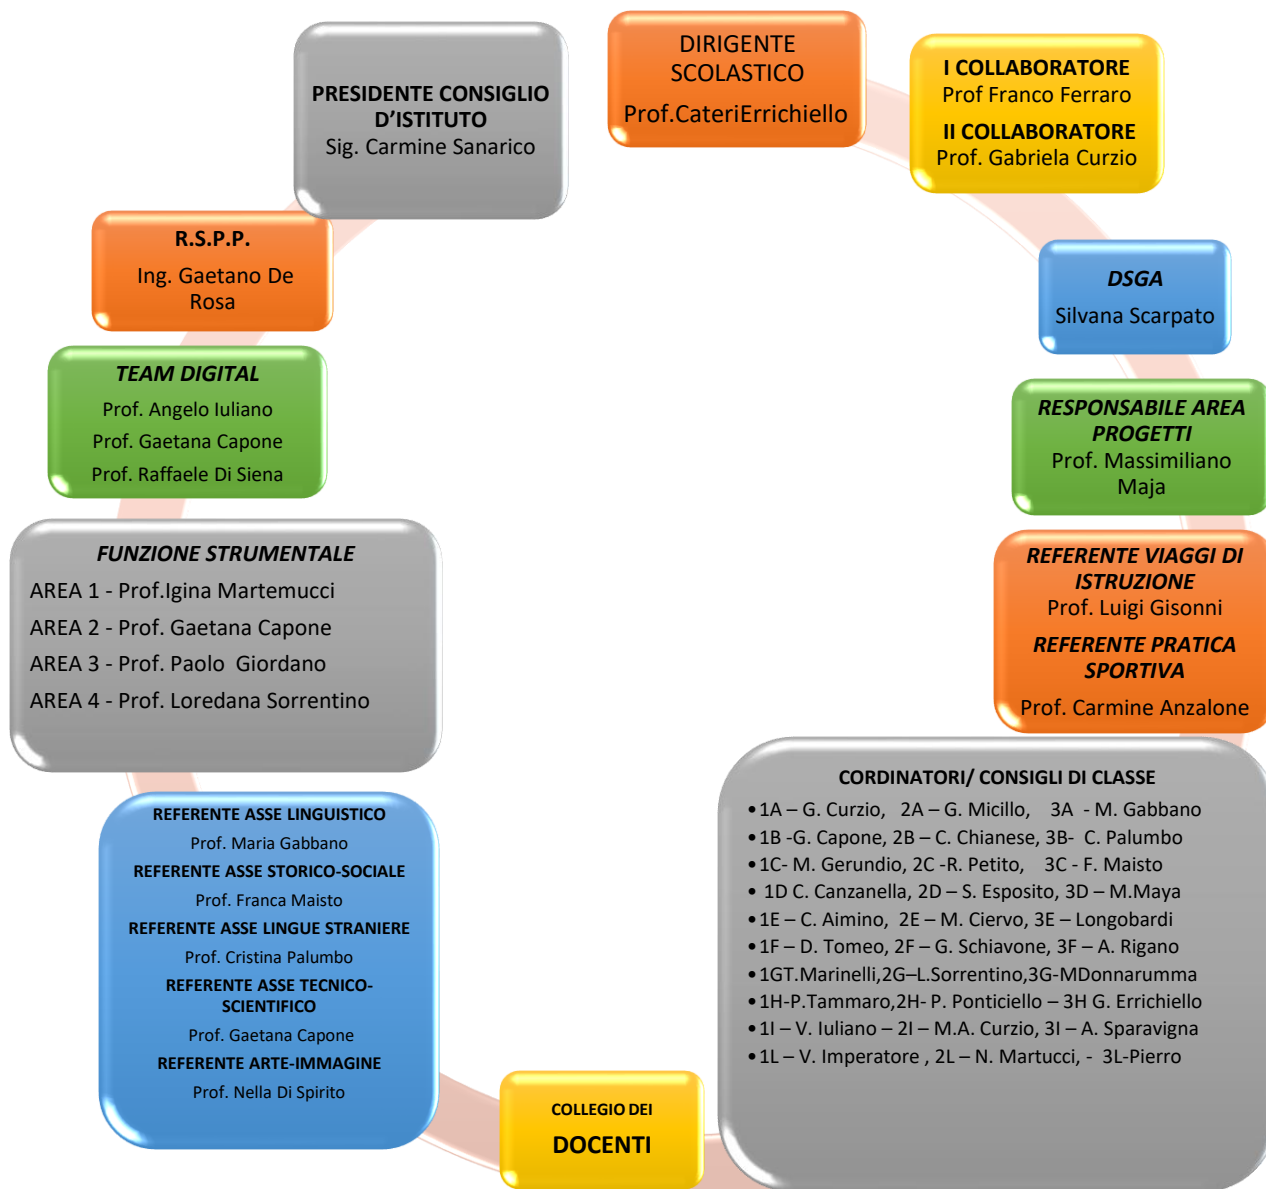 PRESIDENTE CONSIGLIO
D’ISTITUTO
Sig. Carmine Sanarico
DIRIGENTE
SCOLASTICO
Prof.CateriErrichiello
I COLLABORATORE
Prof Franco Ferraro
II COLLABORATORE
Prof. Gabriela Curzio
DSGA
Silvana Scarpato
RESPONSABILE AREA
PROGETTI
Prof. Massimiliano
Maja
REFERENTE VIAGGI DI
ISTRUZIONE
Prof. Luigi Gisonni
REFERENTE PRATICA
SPORTIVA
Prof. Carmine Anzalone
CORDINATORI/ CONSIGLI DI CLASSE
•1A – G. Curzio, 2A – G. Micillo, 3A - M. Gabbano
•1B -G. Capone, 2B – C. Chianese, 3B- C. Palumbo
•1C- M. Gerundio, 2C -R. Petito, 3C - F. Maisto
• 1D C. Canzanella, 2D – S. Esposito, 3D – M.Maya
•1E – C. Aimino, 2E – M. Ciervo, 3E – Longobardi
•1F – D. Tomeo, 2F – G. Schiavone, 3F – A. Rigano
•1GT.Marinelli,2G–L.Sorrentino,3G-MDonnarumma
•1H-P.Tammaro,2H- P. Ponticiello – 3H G. Errichiello
•1I – V. Iuliano – 2I – M.A. Curzio, 3I – A. Sparavigna
•1L – V. Imperatore , 2L – N. Martucci, - 3L-Pierro
COLLEGIO DEI
DOCENTI
REFERENTE ASSE LINGUISTICO
Prof. Maria Gabbano
REFERENTE ASSE STORICO-SOCIALE
Prof. Franca Maisto
REFERENTE ASSE LINGUE STRANIERE
Prof. Cristina Palumbo
REFERENTE ASSE TECNICO-
SCIENTIFICO
Prof. Gaetana Capone
REFERENTE ARTE-IMMAGINE
Prof. Nella Di Spirito
FUNZIONE STRUMENTALE
AREA 1 - Prof.Igina Martemucci
AREA 2 - Prof. Gaetana Capone
AREA 3 - Prof. Paolo Giordano
AREA 4 - Prof. Loredana Sorrentino
TEAM DIGITAL
Prof. Angelo Iuliano
Prof. Gaetana Capone
Prof. Raffaele Di Siena
R.S.P.P.
Ing. Gaetano De
Rosa